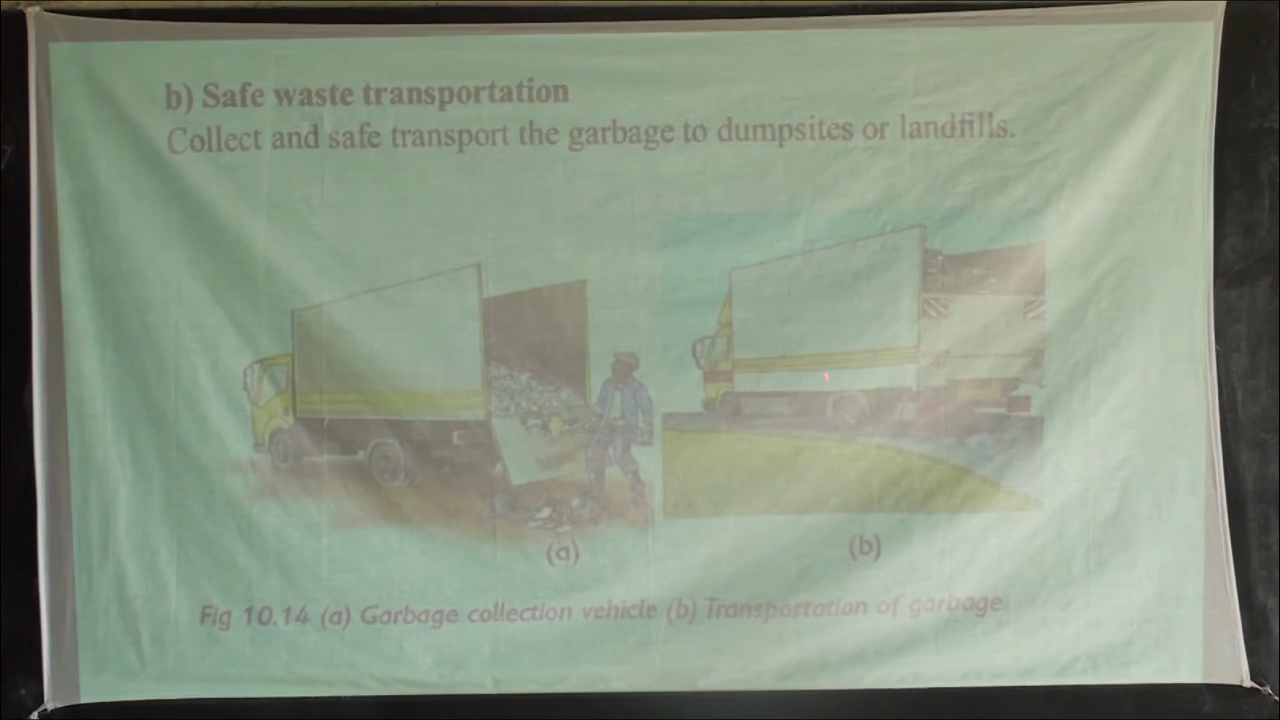 b) Safe waste transportation
Collect and safe transport the garbage to dumpsites or landfills.
(a)
(b)
Fig 10.14 (a) Garbage collection vehicle (b) Transportation of garbage